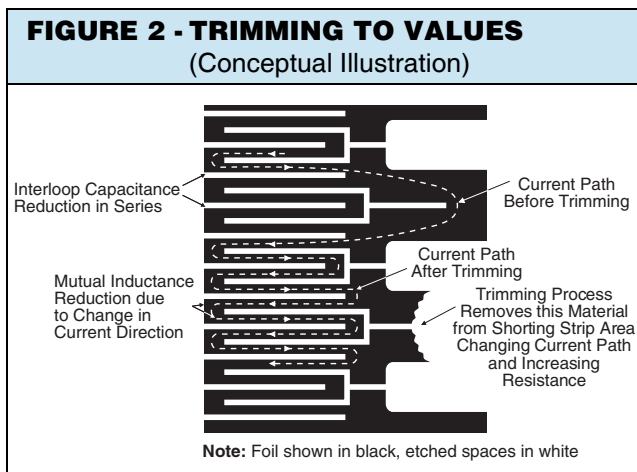 FIGURE 2 - TRIMMING TO VALUES
(Conceptual Illustration)
Interloop Capacitance
Reduction in Series
Current Path
Before Trimming
Mutual Inductance
Reduction due
to Change in
Current Direction
Current Path
After Trimming
Trimming Process
Removes this Material
from Shorting Strip Area
Changing Current Path
and Increasing
Resistance
Note: Foil shown in black, etched spaces in white